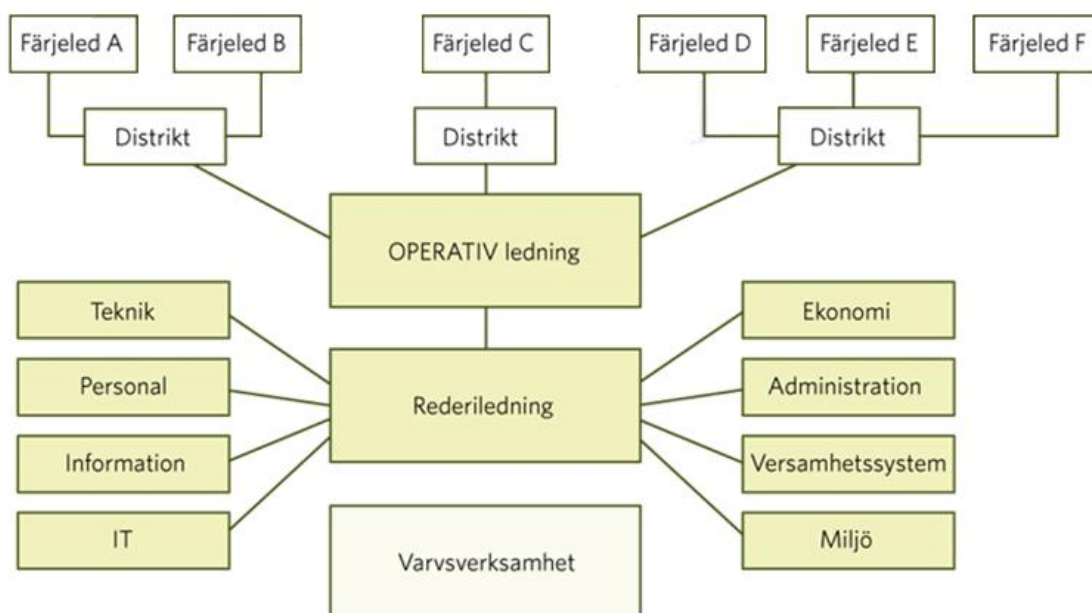 Färjeled A
Färjeled B
Färjeled C
Färjeled D
Färjeled E
Färjeled F
Distrikt
Distrikt
Distrikt
OPERATIV ledning
Teknik
Ekonomi
Personal
Rederiledning
Administration
Information
Versamhetssystem
IT
Varvsverksamhet
Miljö